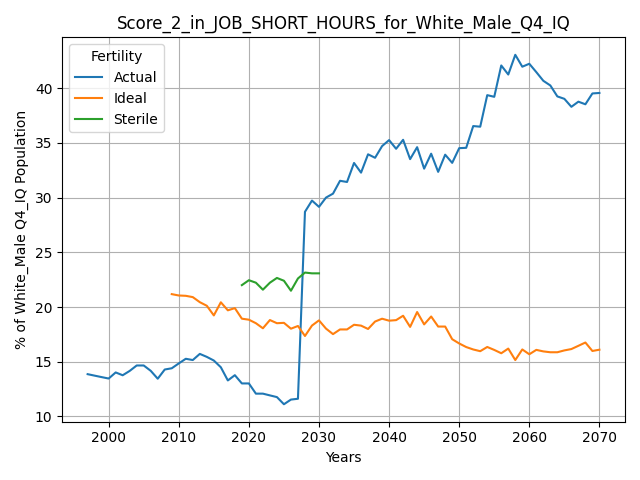 Score_2_in_JOB_SHORT_HOURS_for_White_Male_Q4_IQ
Fertility
Actual
Ideal
Sterile
% of White_Male Q4_IQ Population
40
35
30
25
20
15
10
2000 2010 2020 2030 2040 2050 2060 2070
Years